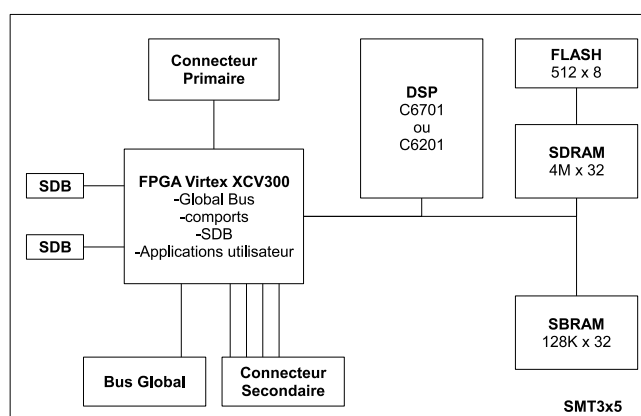 Connecteur
Primaire
DSP
C6701
ou
C6201
FLASH
512 x 8
SDRAM
4M x 32
SDB
SDB
FPGA Virtex XCV300
-Global Bus
-comports
-SDB
-Applications utilisateur
SBRAM
128K x 32
Bus Global
Connecteur
Secondaire
SMT3x5